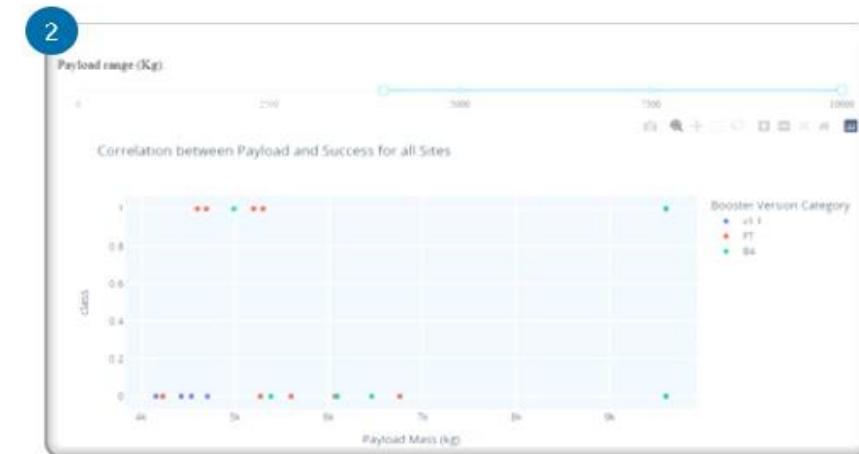 2
Payload range (Kg):
0 2500 5000 7500 10000
Correlation between Payload and Success for all Sites
Booster Version Category
v1.1
FT
B4
class
1
0.8
0.6
0.4
0.2
0
4k 5k 6k 7k 8k 9k
Payload Mass (kg)